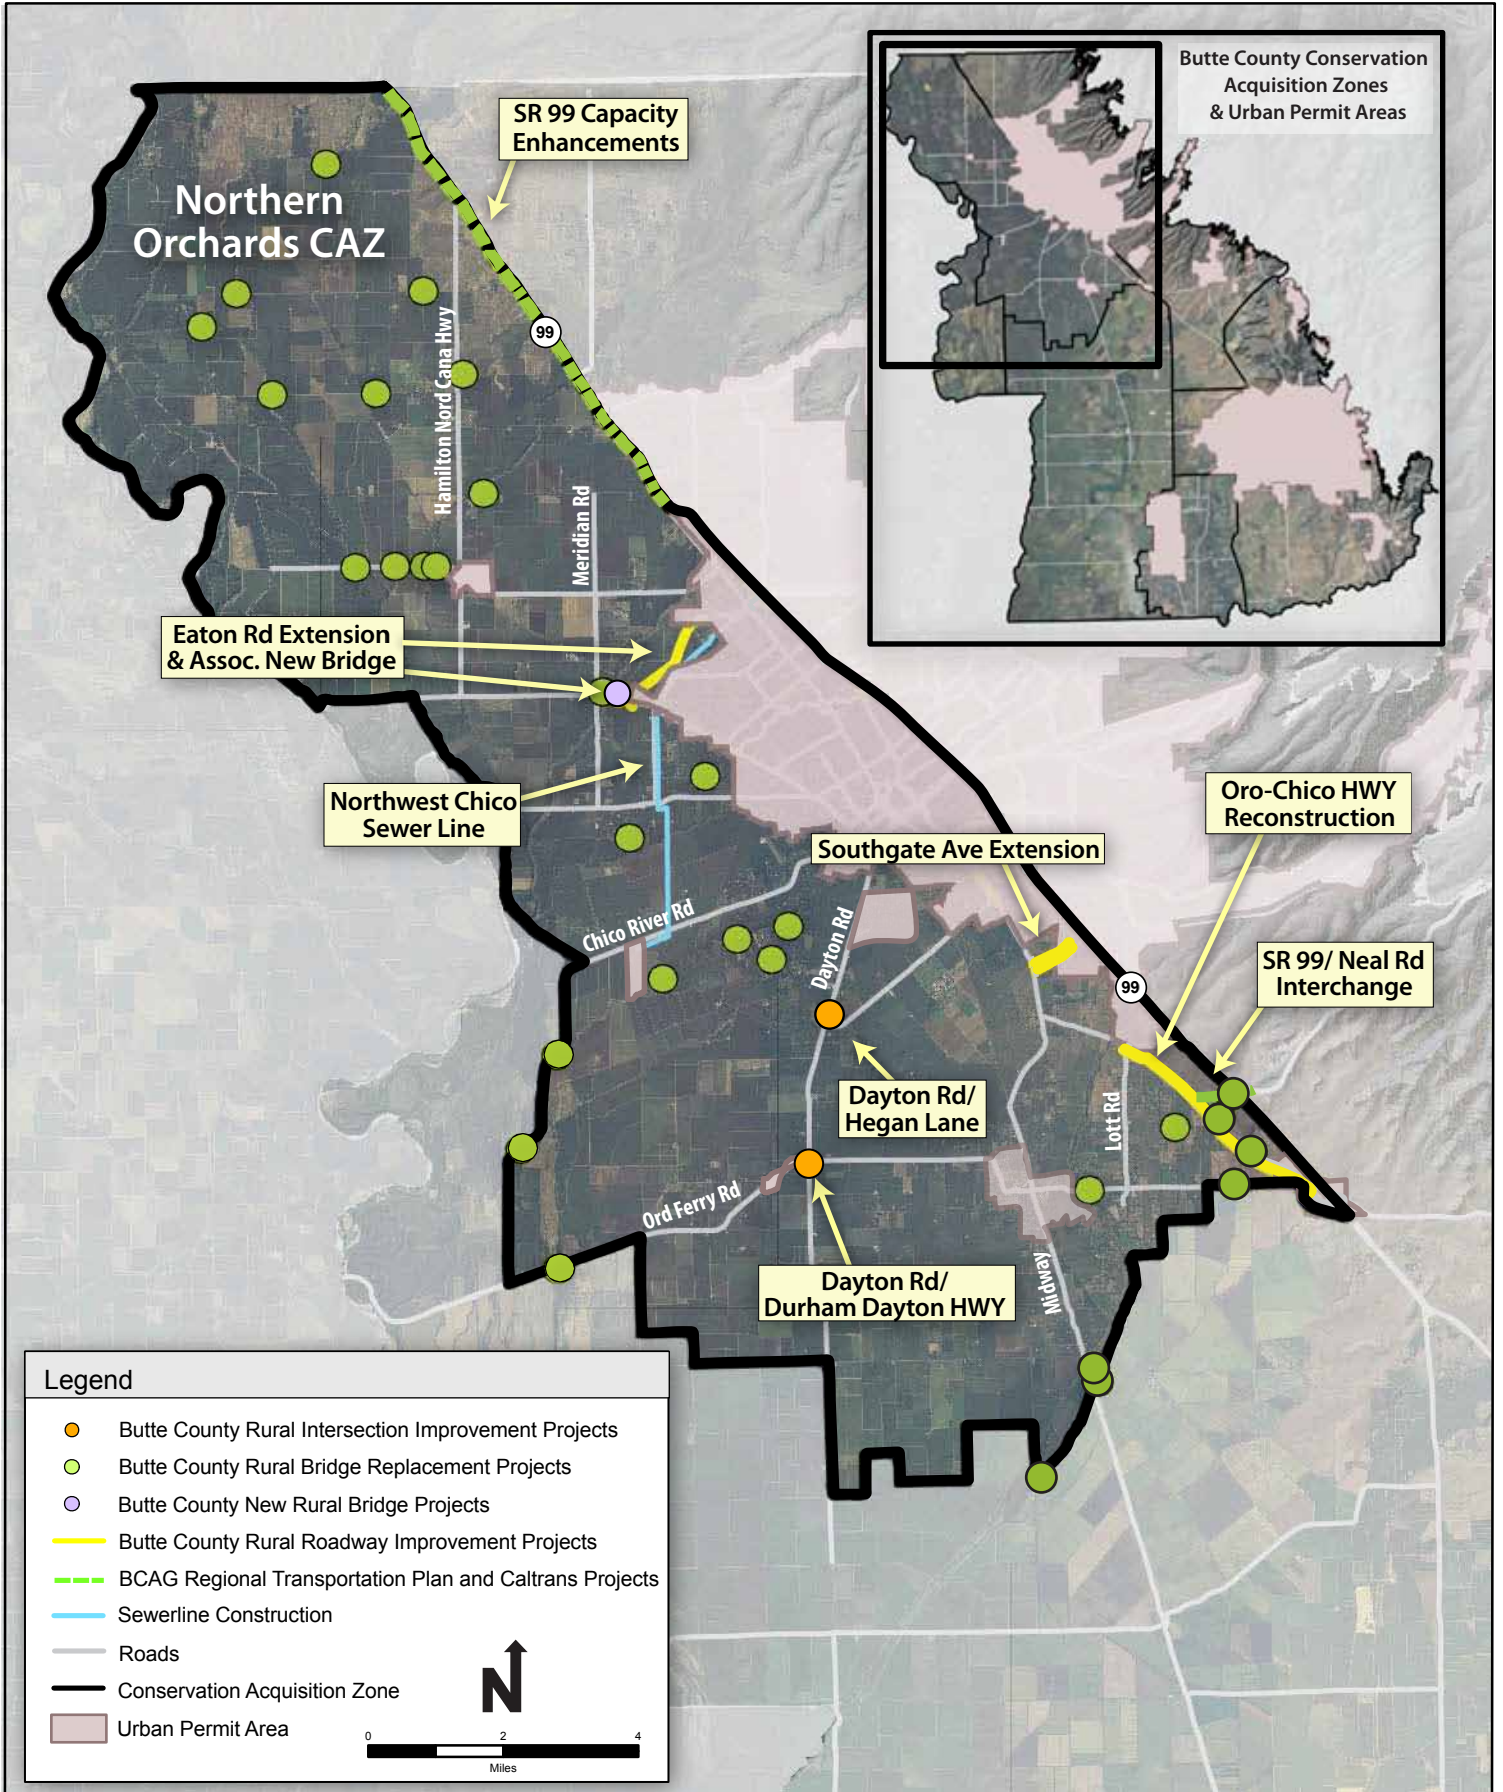 Butte County Conservation
Acquisition Zones
& Urban Permit Areas
SR 99 Capacity
Enhancements
Northern
Orchards CAZ
99
Hamilton Nord Cana Hwy
Meridian Rd
Eaton Rd Extension
& Assoc. New Bridge
Northwest Chico
Sewer Line
Oro-Chico HWY
Reconstruction
Southgate Ave Extension
Chico River Rd
Dayton Rd
SR 99/ Neal Rd
Interchange
99
Dayton Rd/
Hegan Lane
Lott Rd
Ord Ferry Rd
Midway
Dayton Rd/
Durham Dayton HWY
Legend
Butte County Rural Intersection Improvement Projects
Butte County Rural Bridge Replacement Projects
Butte County New Rural Bridge Projects
Butte County Rural Roadway Improvement Projects
BCAG Regional Transportation Plan and Caltrans Projects
Sewerline Construction
Roads
Conservation Acquisition Zone
Urban Permit Area
N
0 2 4
Miles